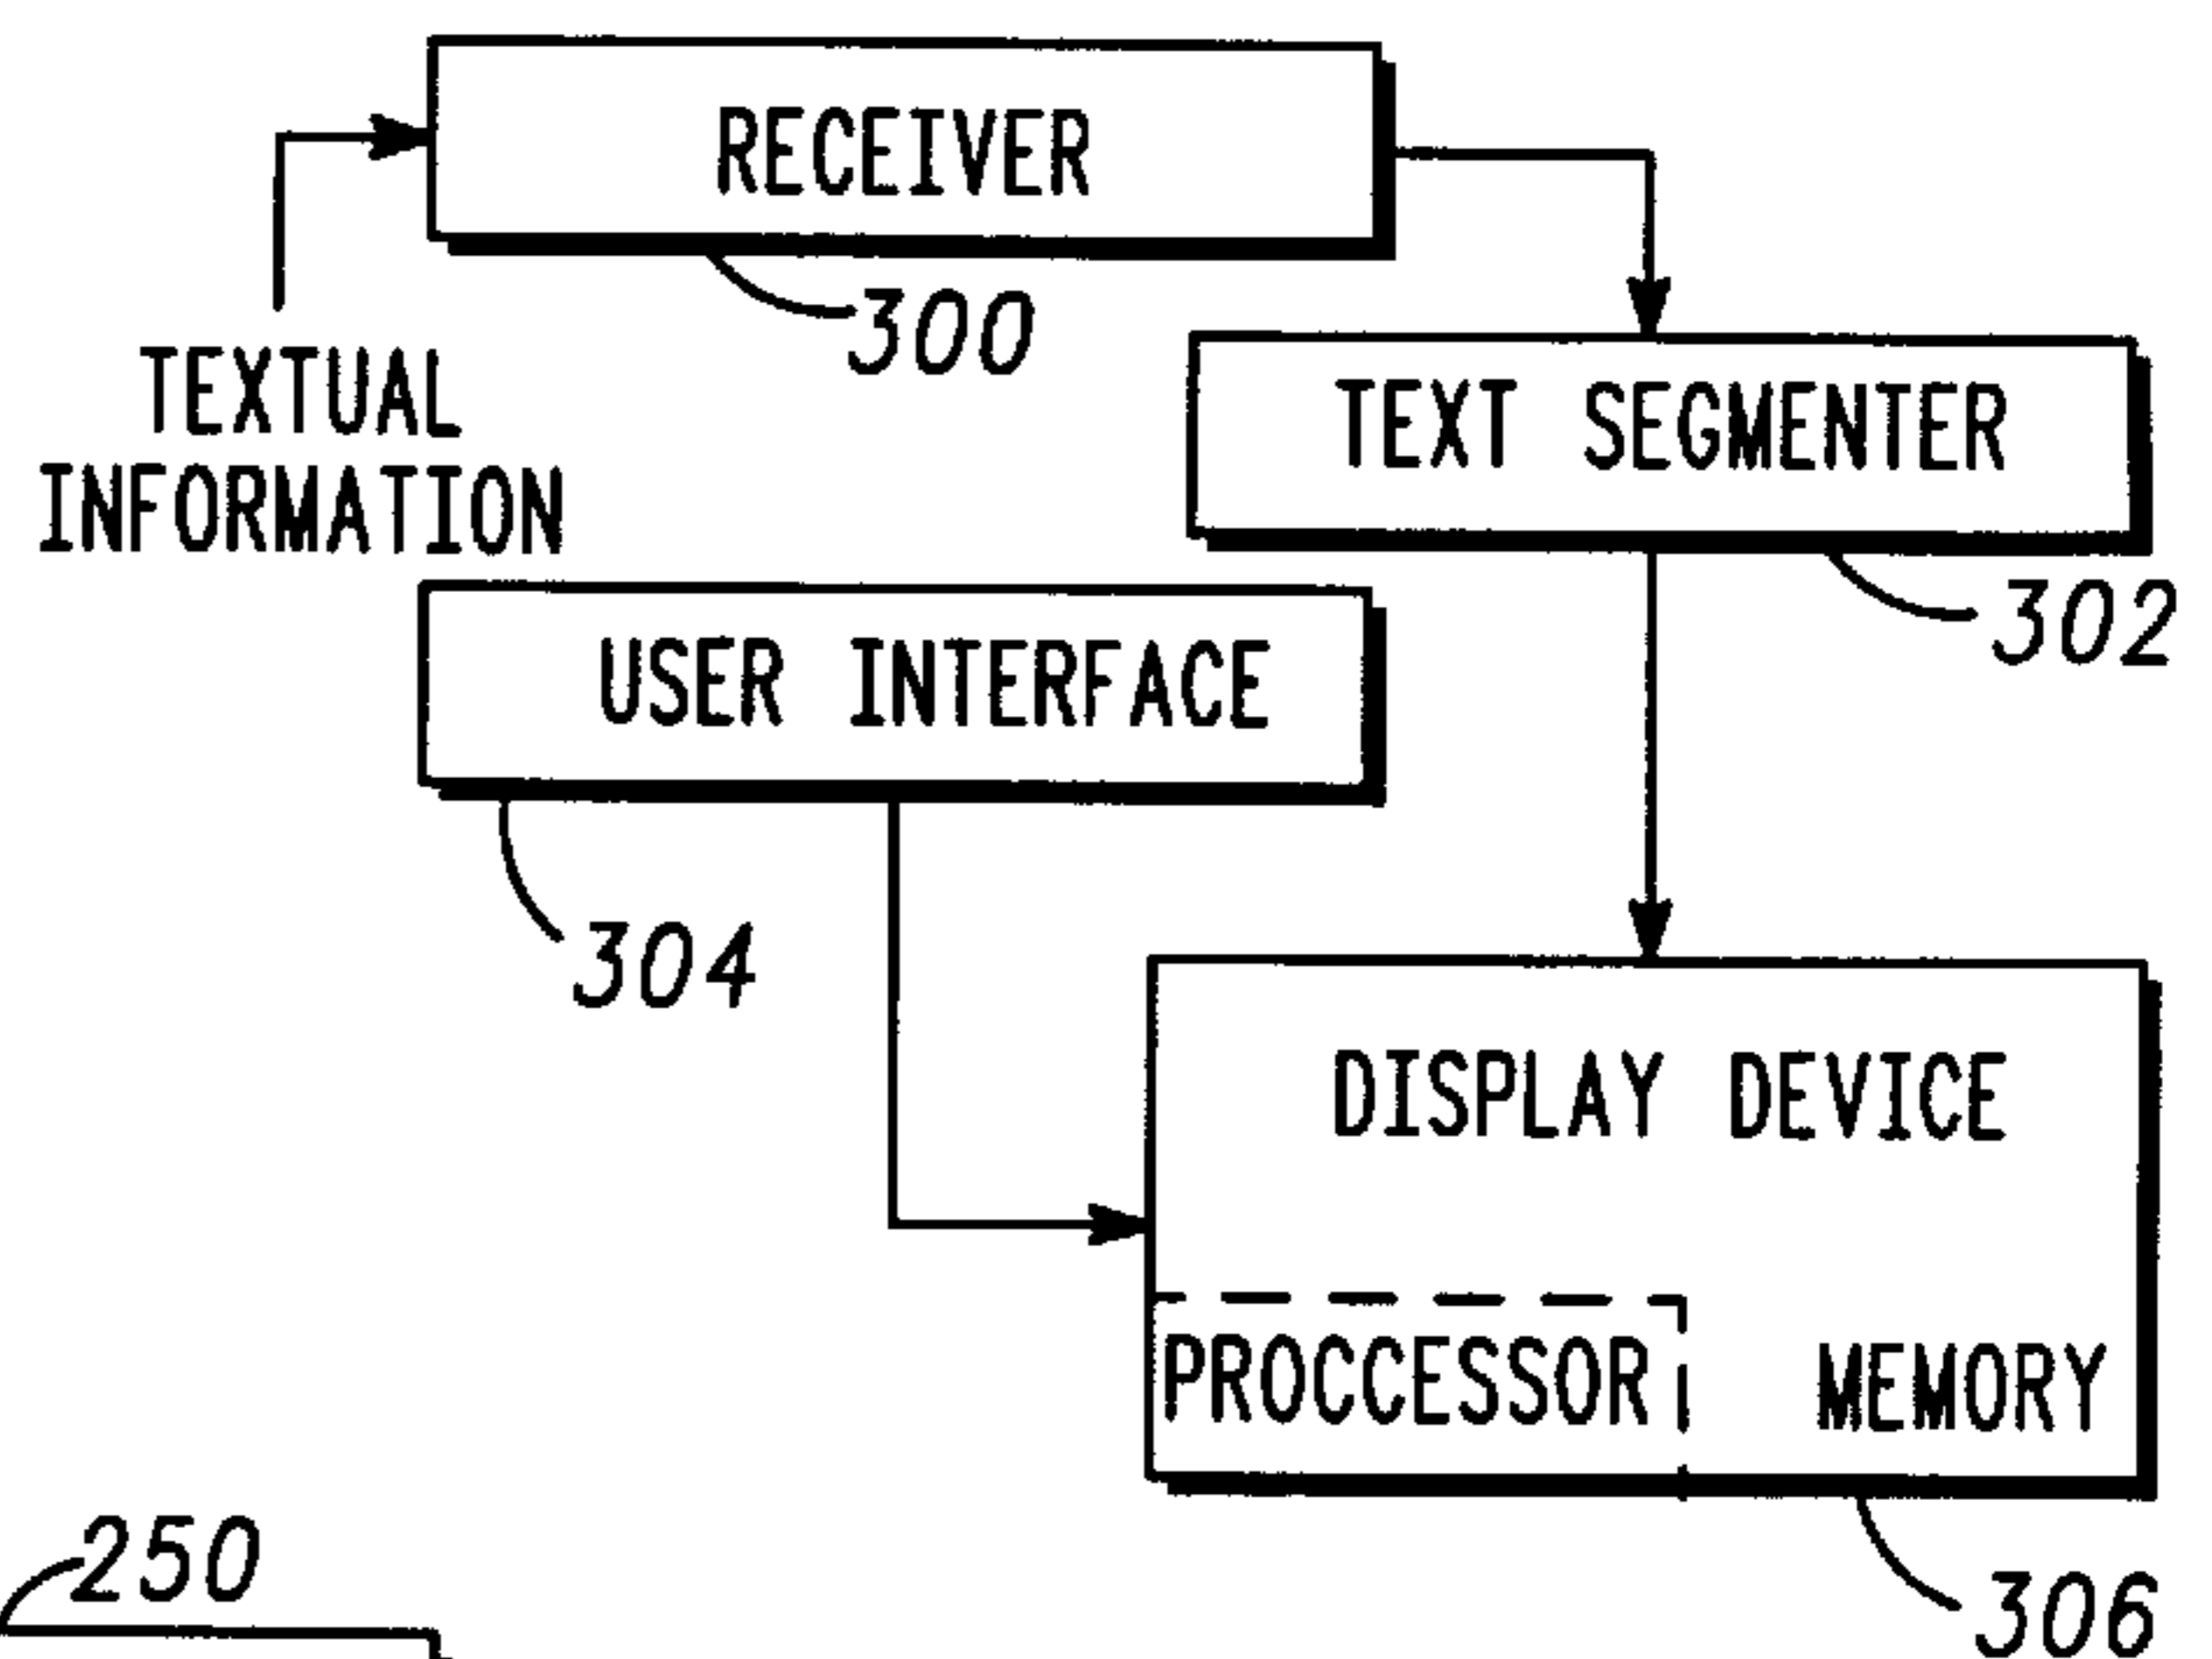 RECEIVER
300
TEXTUAL
INFORMATION
TEXT SEGMENTER
302
USER INTERFACE
304
DISPLAY DEVICE
PROCCESSOR
MEMORY
306
250